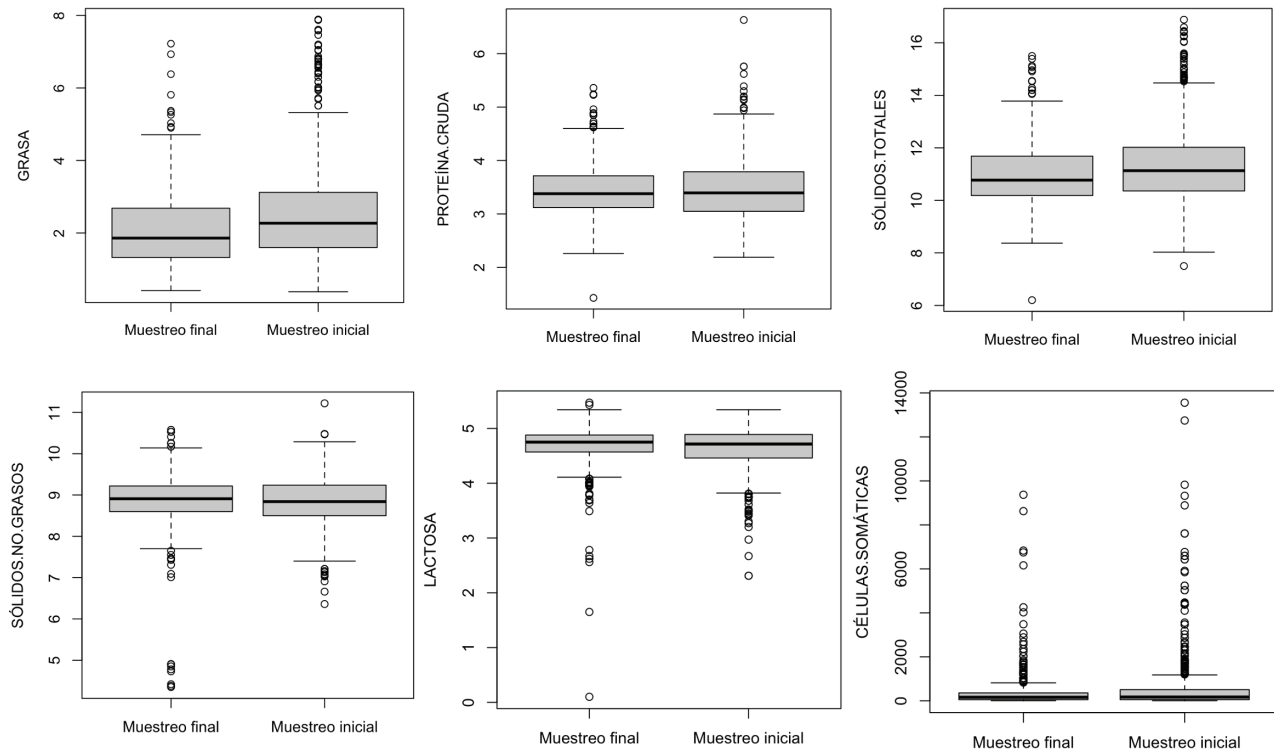 GRASA
8
6
4
2
Muestreo final
Muestreo inicial
PROTEÍNA.CRUDA
6
5
4
3
2
Muestreo final
Muestreo inicial
SÓLIDOS.TOTALES
16
14
12
10
8
6
Muestreo final
Muestreo inicial
SÓLIDOS.NO.GRASOS
11
10
9
8
7
6
5
Muestreo final
Muestreo inicial
LACTOSA
5
4
3
2
1
0
Muestreo final
Muestreo inicial
CÉLULAS.SOMÁTICAS
14000
10000
6000
2000
0
Muestreo final
Muestreo inicial